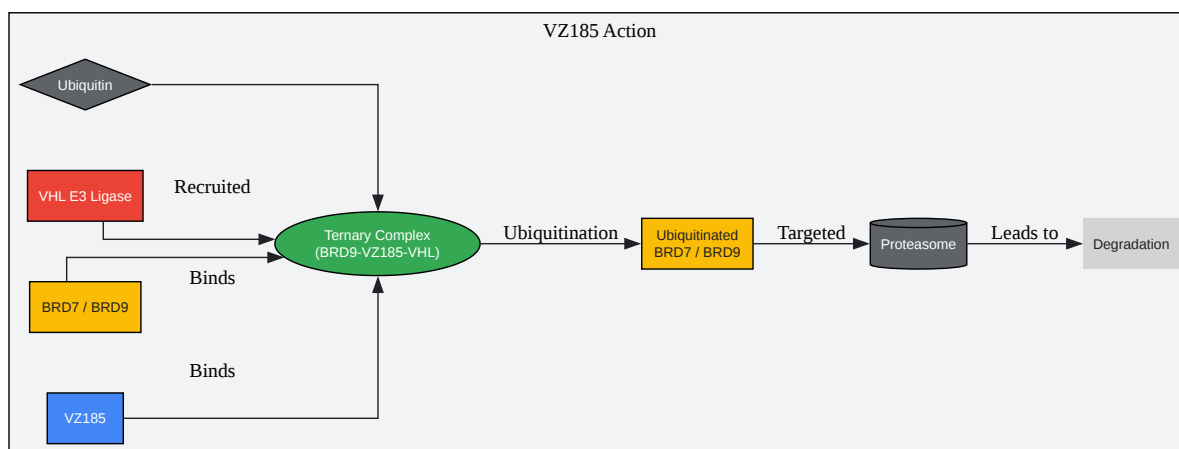 VZ185 Action
Ubiquitin
VHL E3 Ligase
Recruited
Ternary Complex
(BRD9-VZ185-VHL)
Ubiquitination
Ubiquitinated
BRD7 / BRD9
Targeted
Proteasome
Leads to
Degradation
Binds
BRD7 / BRD9
Binds
VZ185